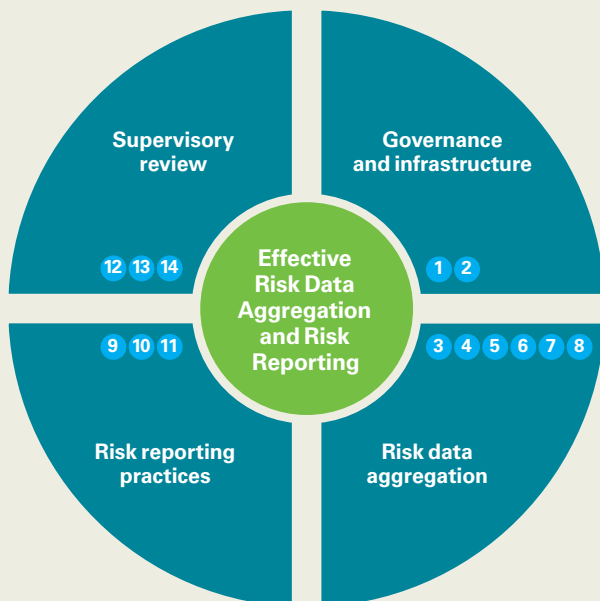 Supervisory
review
12 13 14
Governance
and infrastructure
1 2
Effective
Risk Data
Aggregation
and Risk
Reporting
9 10 11
Risk reporting
practices
3 4 5 6 7 8
Risk data
aggregation